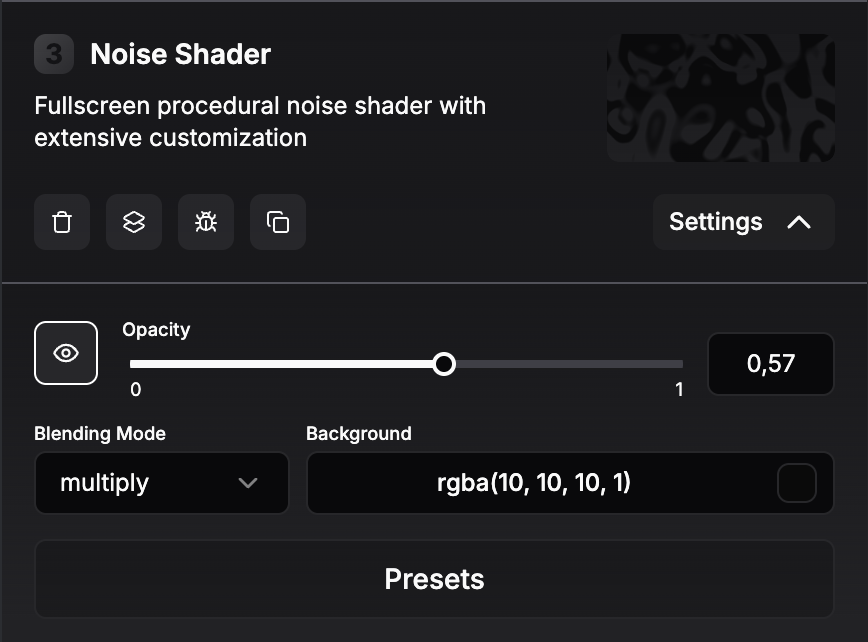 3 Noise Shader
Fullscreen procedural noise shader with
extensive customization
Settings
Opacity
0,57
0
1
Blending Mode
Background
multiply
rgba(10, 10, 10, 1)
Presets